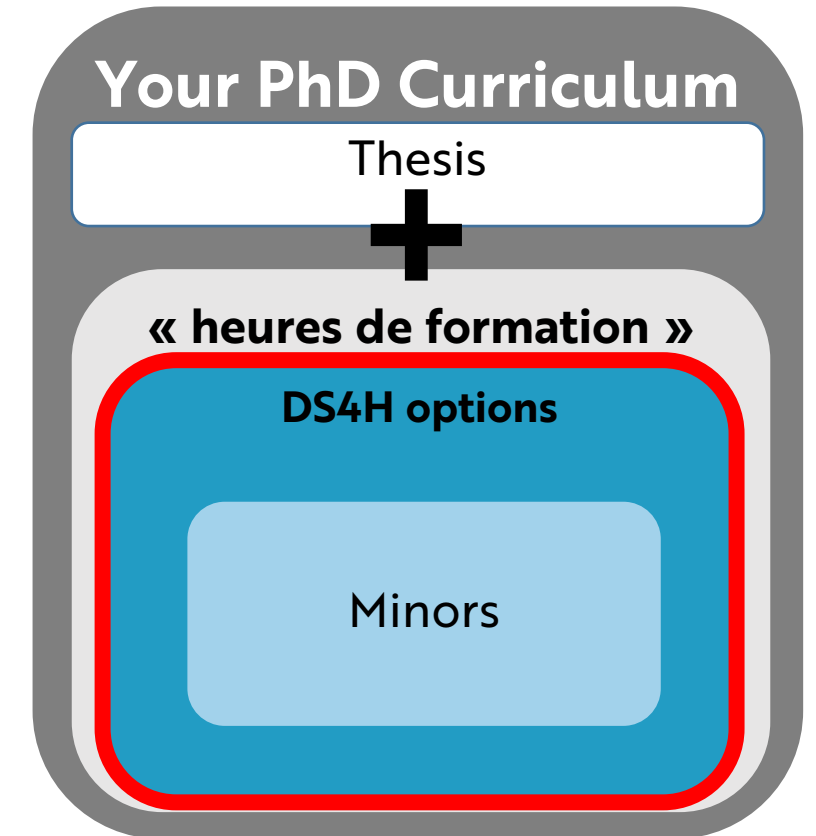 Your PhD Curriculum
Thesis
+
« heures de formation »
DS4H options
Minors